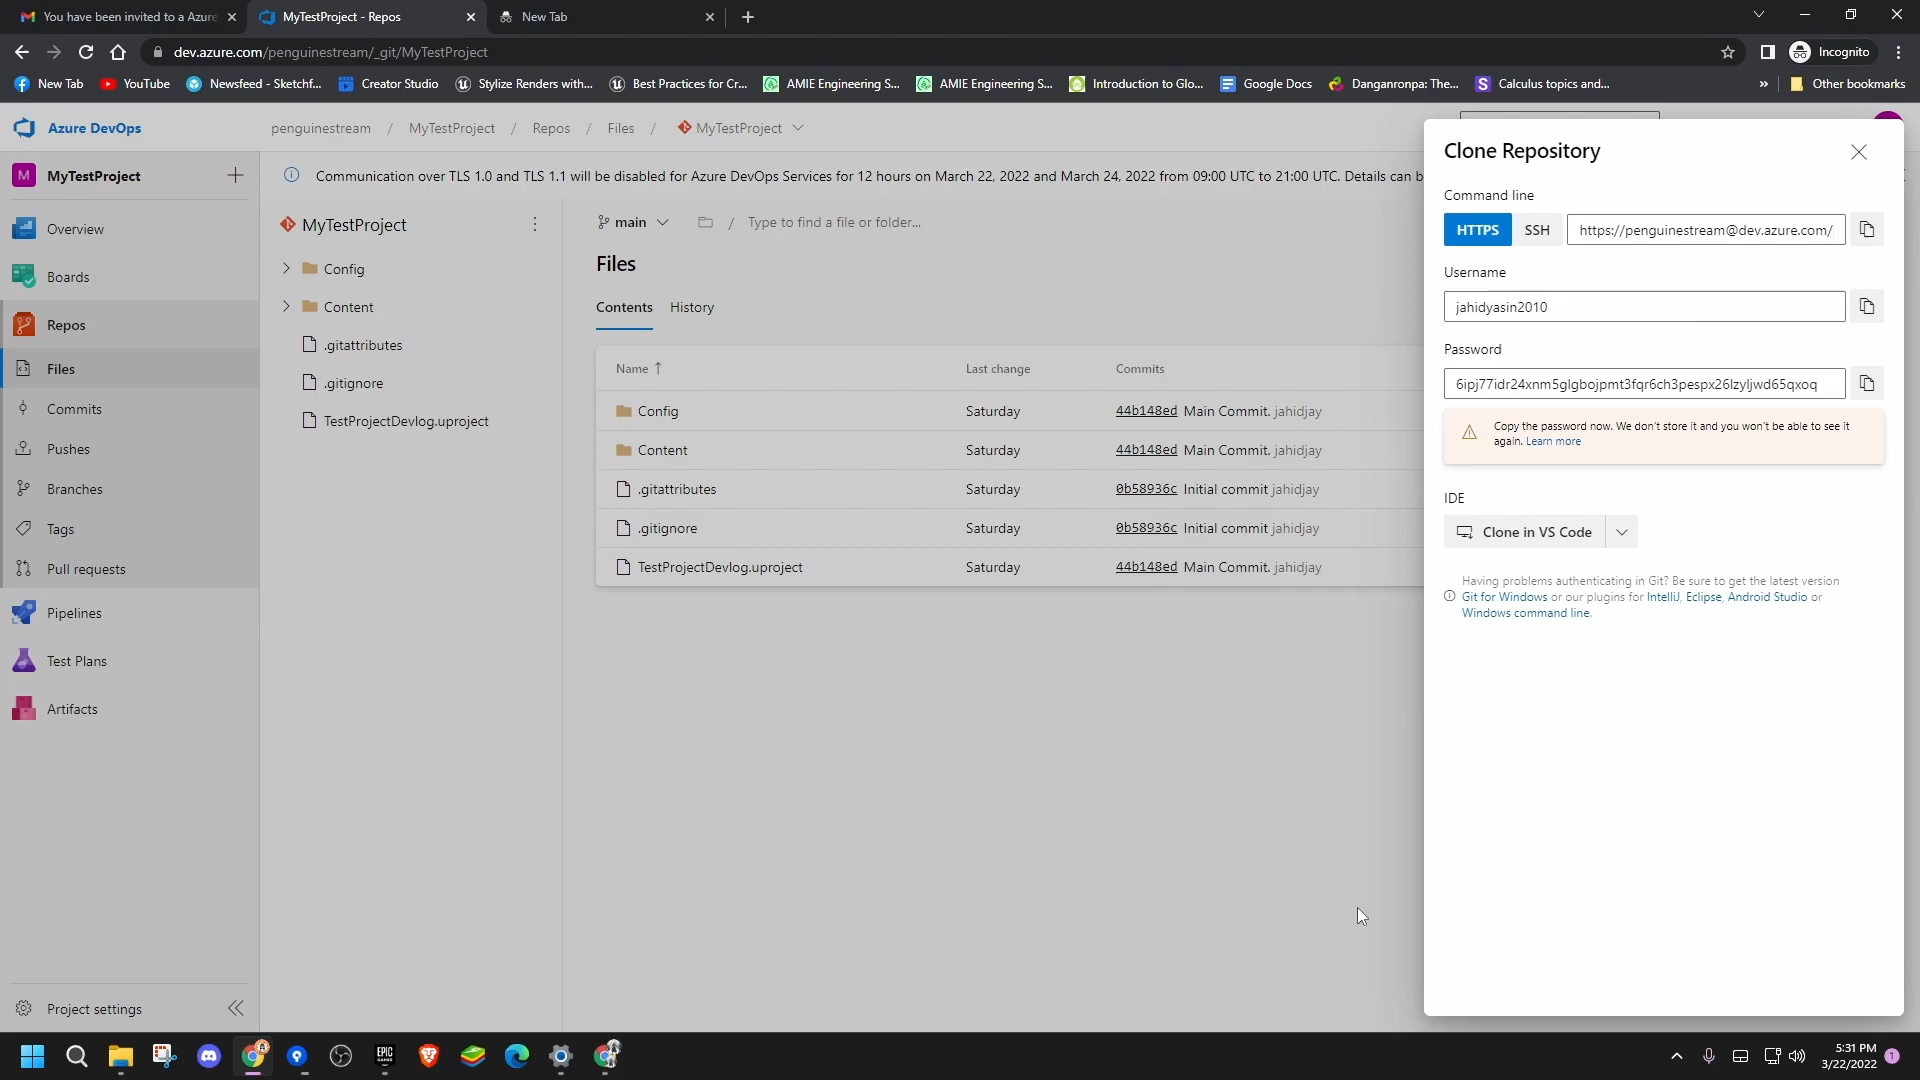 You have been invited to a Azure
MyTestProject - Repos
New Tab
dev.azure.com/penguinestream/_git/MyTestProject
Incognito
New Tab
YouTube
Newsfeed - Sketchf...
Creator Studio
Stylize Renders with...
Best Practices for Cr...
AMIE Engineering S...
AMIE Engineering S...
Introduction to Glo...
Google Docs
Danganronpa: The...
Calculus topics and...
»
Other bookmarks
Azure DevOps
penguinestream / MyTestProject / Repos / Files / MyTestProject
M MyTestProject
Overview
Boards
Repos
Files
Commits
Pushes
Branches
Tags
Pull requests
Pipelines
Test Plans
Artifacts
Project settings
Communication over TLS 1.0 and TLS 1.1 will be disabled for Azure DevOps Services for 12 hours on March 22, 2022 and March 24, 2022 from 09:00 UTC to 21:00 UTC. Details can b
MyTestProject
Config
Content
.gitattributes
.gitignore
TestProjectDevlog.uproject
main / Type to find a file or folder...
Files
Contents History
Name ↑ Last change Commits
Config Saturday 44b148ed Main Commit. jahidjay
Content Saturday 44b148ed Main Commit. jahidjay
.gitattributes Saturday 0b58936c Initial commit jahidjay
.gitignore Saturday 0b58936c Initial commit jahidjay
TestProjectDevlog.uproject Saturday 44b148ed Main Commit. jahidjay
Clone Repository
Command line
HTTPS SSH https://penguinestream@dev.azure.com/
Username
jahidyasin2010
Password
Copy the password now. We don't store it and you won't be able to see it
again. Learn more
IDE
Clone in VS Code
Having problems authenticating in Git? Be sure to get the latest version
Git for Windows or our plugins for IntelliJ, Eclipse, Android Studio or
Windows command line.
EPIC
GAMES
5:31 PM
3/22/2022
1